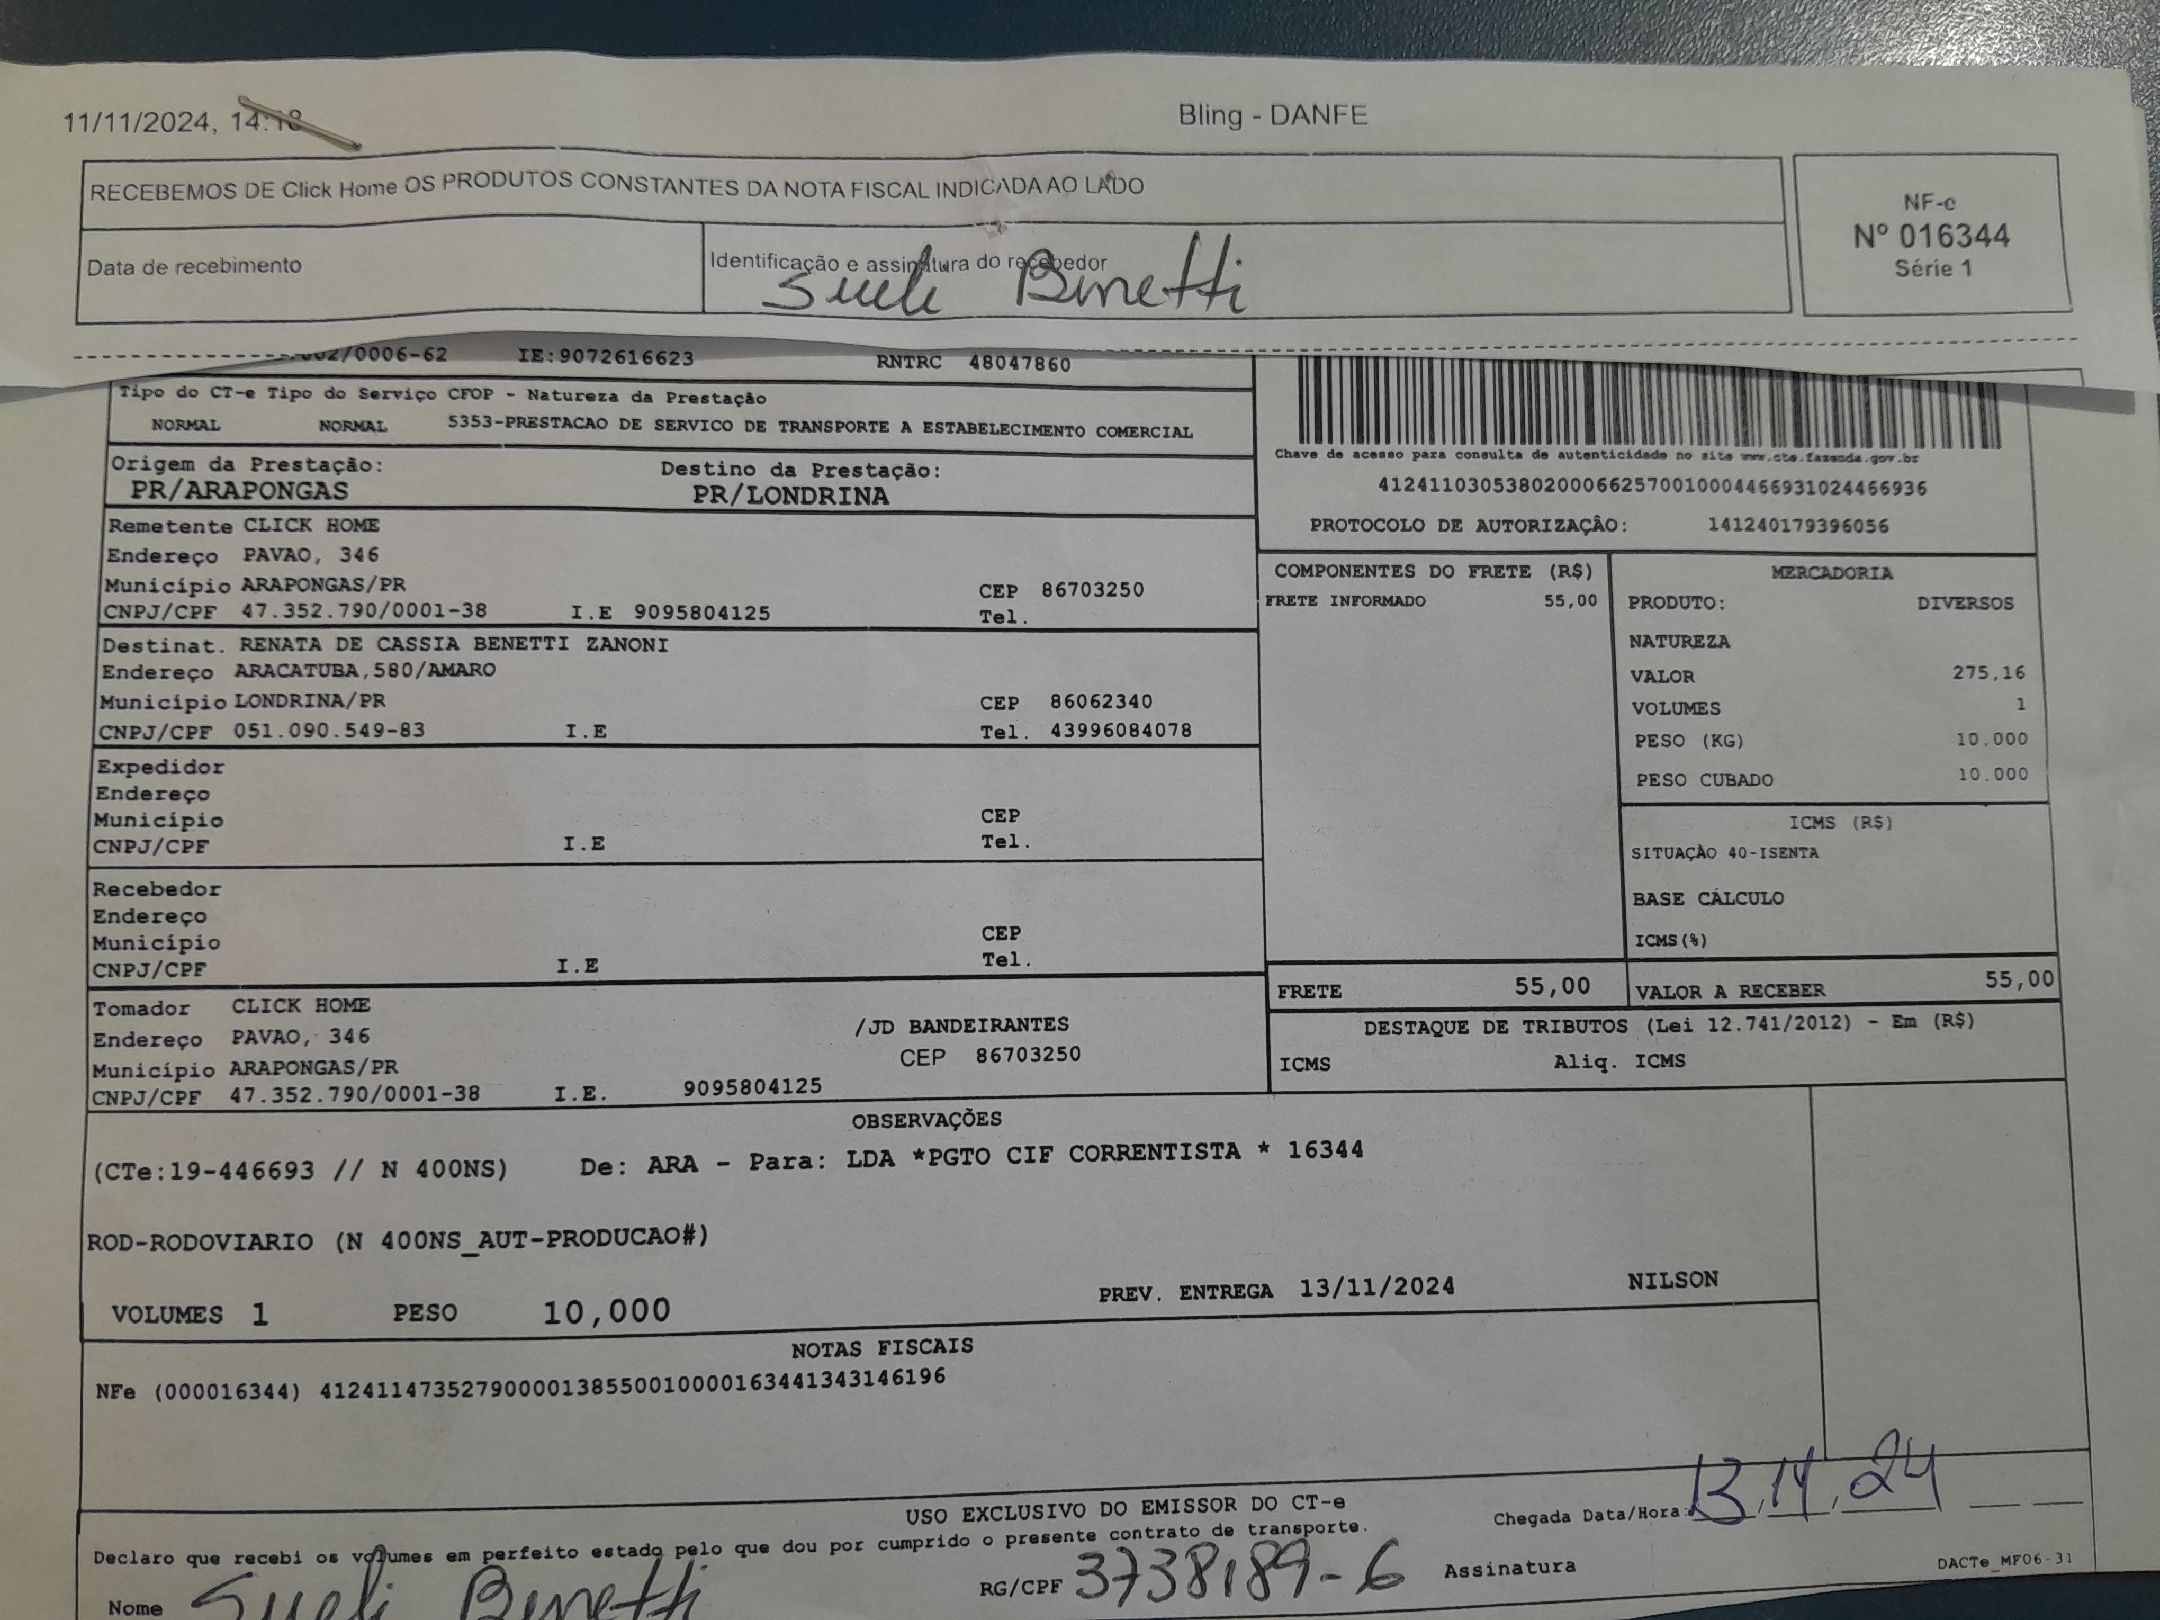 11/11/2024, 14:18 Bling - DANFE
RECEBEMOS DE Click Home OS PRODUTOS CONSTANTES DA NOTA FISCAL INDICADA AO LADO
NF-e
Nº 016344
Série 1
Data de recebimento
Identificação e assinatura do recebedor
Sueli Binetti
/0006-62 IE:9072616623 RNTRC 48047860
Tipo do CT-e Tipo do Serviço CFOP - Natureza da Prestação
NORMAL NORMAL 5353-PRESTACAO DE SERVICO DE TRANSPORTE A ESTABELECIMENTO COMERCIAL
Chave de acesso para consulta de autenticidade no site www.cte.fazenda.gov.br
41241103053802000662570010004466931024466936
PROTOCOLO DE AUTORIZAÇÃO: 141240179396056
Origem da Prestação: Destino da Prestação:
PR/ARAPONGAS PR/LONDRINA
Remetente CLICK HOME
Endereço PAVAO, 346
Município ARAPONGAS/PR CEP 86703250
CNPJ/CPF 47.352.790/0001-38 I.E 9095804125 Tel.
Destinat. RENATA DE CASSIA BENETTI ZANONI
Endereço ARACATUBA,580/AMARO
Município LONDRINA/PR CEP 86062340
CNPJ/CPF 051.090.549-83 I.E Tel. 43996084078
Expedidor
Endereço
Município CEP
CNPJ/CPF I.E Tel.
Recebedor
Endereço
Município CEP
CNPJ/CPF I.E Tel.
Tomador CLICK HOME
Endereço PAVAO, 346 /JD BANDEIRANTES
Município ARAPONGAS/PR CEP 86703250
CNPJ/CPF 47.352.790/0001-38 I.E. 9095804125
COMPONENTES DO FRETE (R$)
FRETE INFORMADO 55,00
MERCADORIA
PRODUTO: DIVERSOS
NATUREZA
VALOR 275,16
VOLUMES 1
PESO (KG) 10,000
PESO CUBADO 10.000
ICMS (R$)
SITUAÇÃO 40-ISENTA
BASE CÁLCULO
ICMS(%)
FRETE 55,00 VALOR A RECEBER 55,00
DESTAQUE DE TRIBUTOS (Lei 12.741/2012) - Em (R$)
ICMS Aliq. ICMS
OBSERVAÇÕES
(CTe:19-446693 // N 400NS) De: ARA - Para: LDA *PGTO CIF CORRENTISTA * 16344
ROD-RODOVIARIO (N 400NS_AUT-PRODUCAO#)
VOLUMES 1 PESO 10,000 PREV. ENTREGA 13/11/2024 NILSON
NOTAS FISCAIS
NFe (000016344) 41241147352790000138550010000163441343146196
USO EXCLUSIVO DO EMISSOR DO CT-e
Chegada Data/Hora: 13 11 24
Declaro que recebi os volumes em perfeito estado pelo que dou por cumprido o presente contrato de transporte.
Nome Sueli Binetti RG/CPF 3738189-6 Assinatura
DACTe_MF06-31